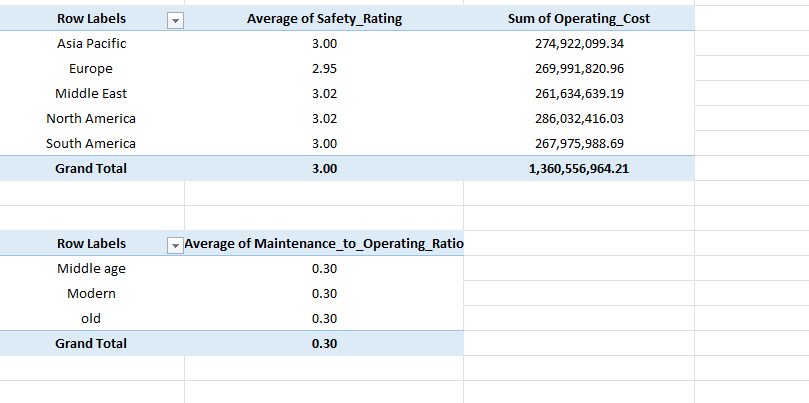 Row Labels Average of Safety_Rating Sum of Operating_Cost
Asia Pacific 3.00 274,922,099.34
Europe 2.95 269,991,820.96
Middle East 3.02 261,634,639.19
North America 3.02 286,032,416.03
South America 3.00 267,975,988.69
Grand Total 3.00 1,360,556,964.21
Row Labels Average of Maintenance_to_Operating_Ratio
Middle age 0.30
Modern 0.30
old 0.30
Grand Total 0.30